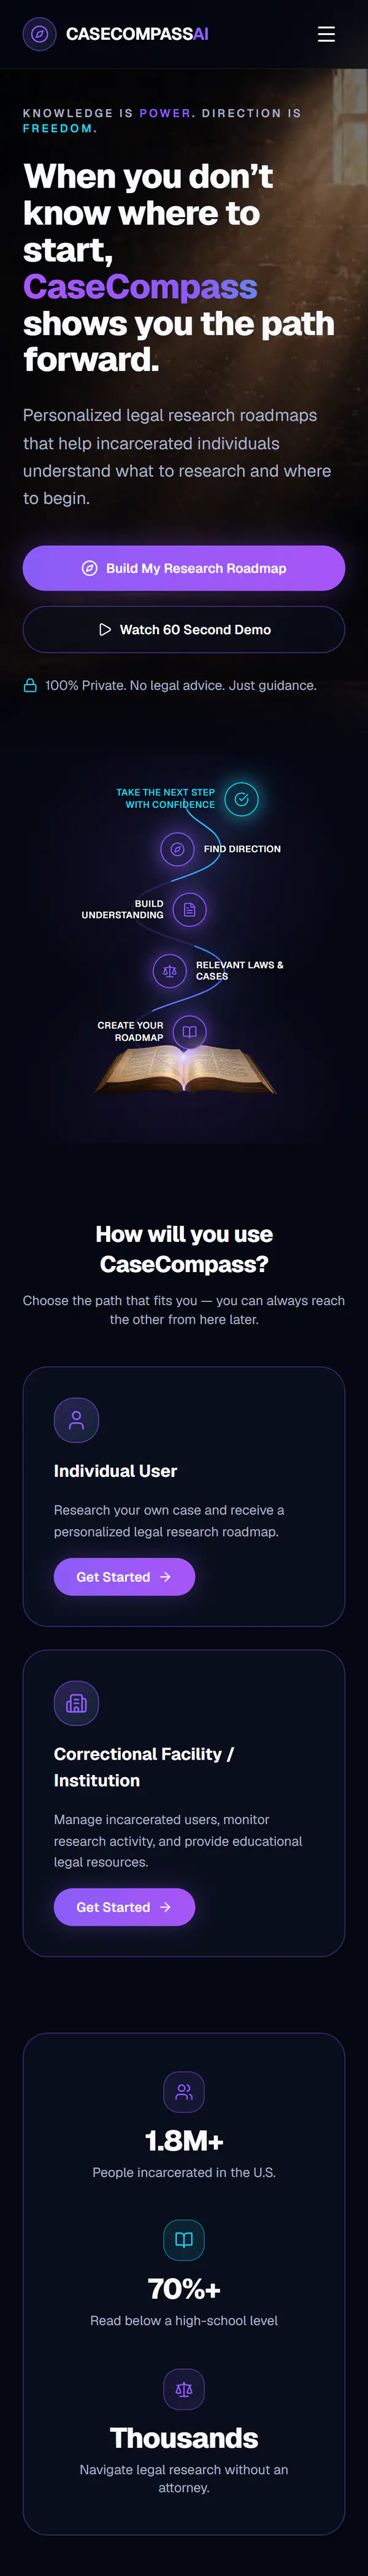 CASECOMPASSAI
KNOWLEDGE IS POWER. DIRECTION IS
FREEDOM.
When you don’t
know where to
start,
CaseCompass
shows you the path
forward.
Personalized legal research roadmaps
that help incarcerated individuals
understand what to research and where
to begin.
Build My Research Roadmap
Watch 60 Second Demo
100% Private. No legal advice. Just guidance.
TAKE THE NEXT STEP
WITH CONFIDENCE
FIND DIRECTION
BUILD
UNDERSTANDING
RELEVANT LAWS &
CASES
CREATE YOUR
ROADMAP
How will you use
CaseCompass?
Choose the path that fits you — you can always reach
the other from here later.
Individual User
Research your own case and receive a
personalized legal research roadmap.
Get Started
Correctional Facility /
Institution
Manage incarcerated users, monitor
research activity, and provide educational
legal resources.
Get Started
1.8M+
People incarcerated in the U.S.
70%+
Read below a high-school level
Thousands
Navigate legal research without an
attorney.